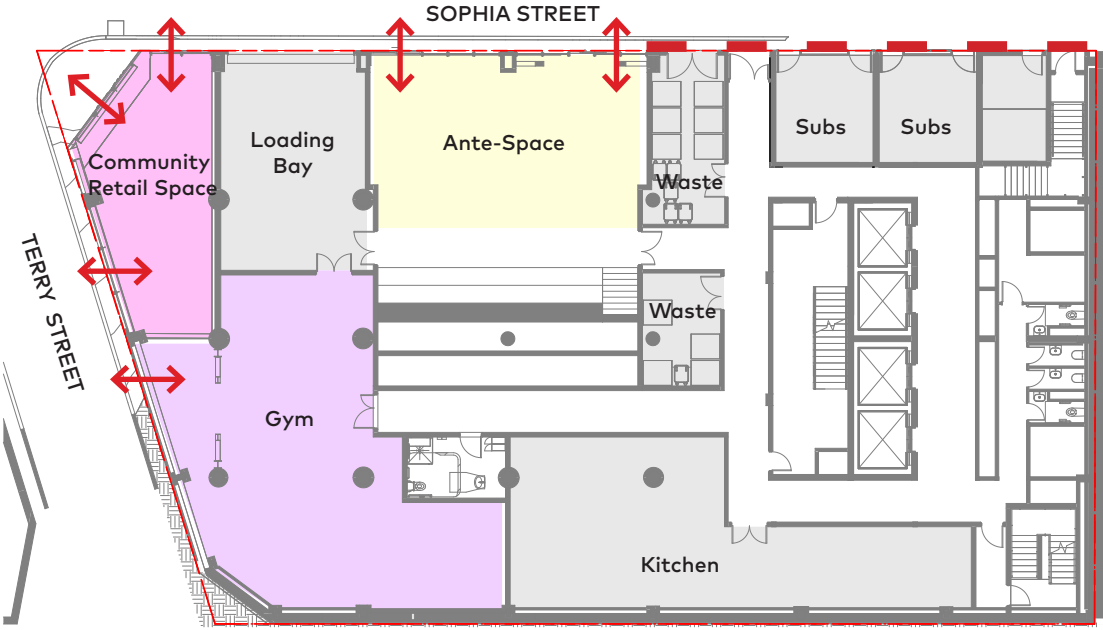 SOPHIA STREET
Subs
Subs
Loading
Bay
Ante-Space
Community
Retail Space
Waste
TERRY STREET
Waste
Gym
Kitchen